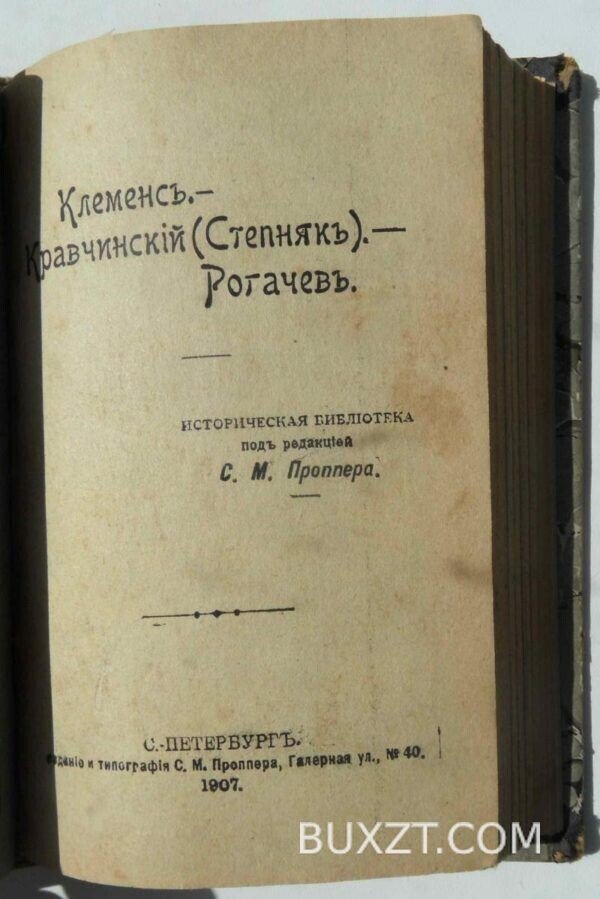 Клеменсъ.—
Кравчинскій (Степнякъ).—
Рогачевъ.
ИСТОРИЧЕСКАЯ БИБЛІОТЕКА
подъ редакціей
С. М. Проппера.
С.-ПЕТЕРБУРГЪ.
Изданіе и типографія С. М. Проппера, Галерная ул., № 40.
1907.
BUXZT.COM